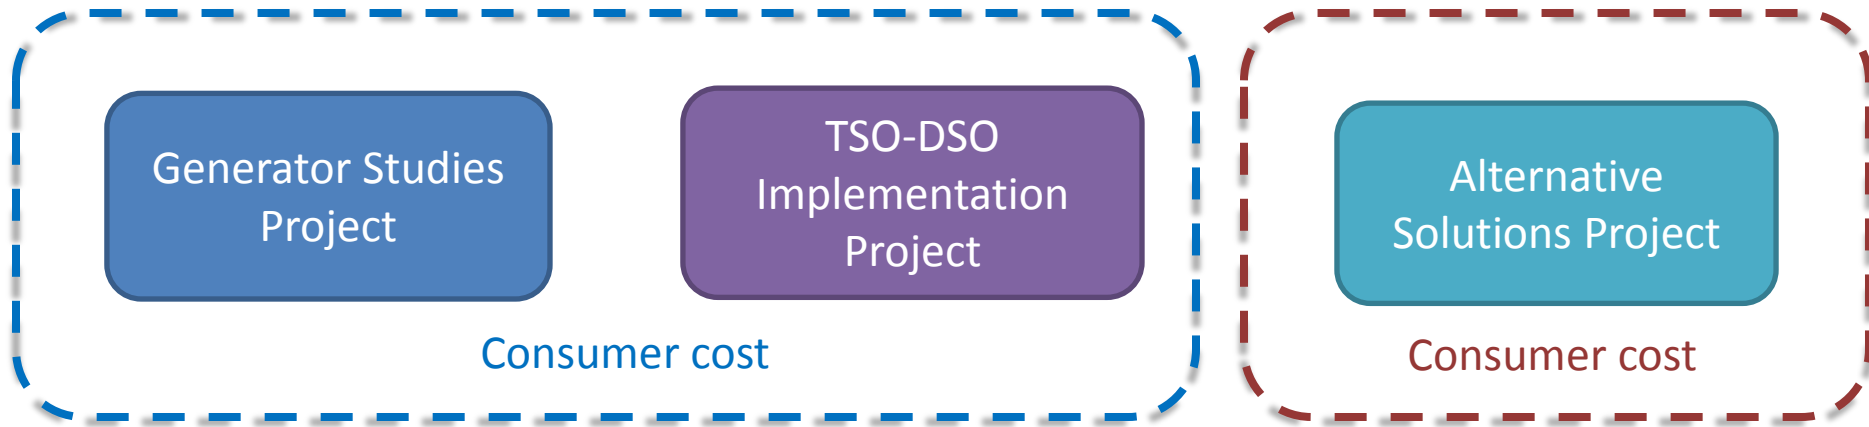 Generator Studies
Project
TSO-DSO
Implementation
Project
Consumer cost
Alternative
Solutions Project
Consumer cost